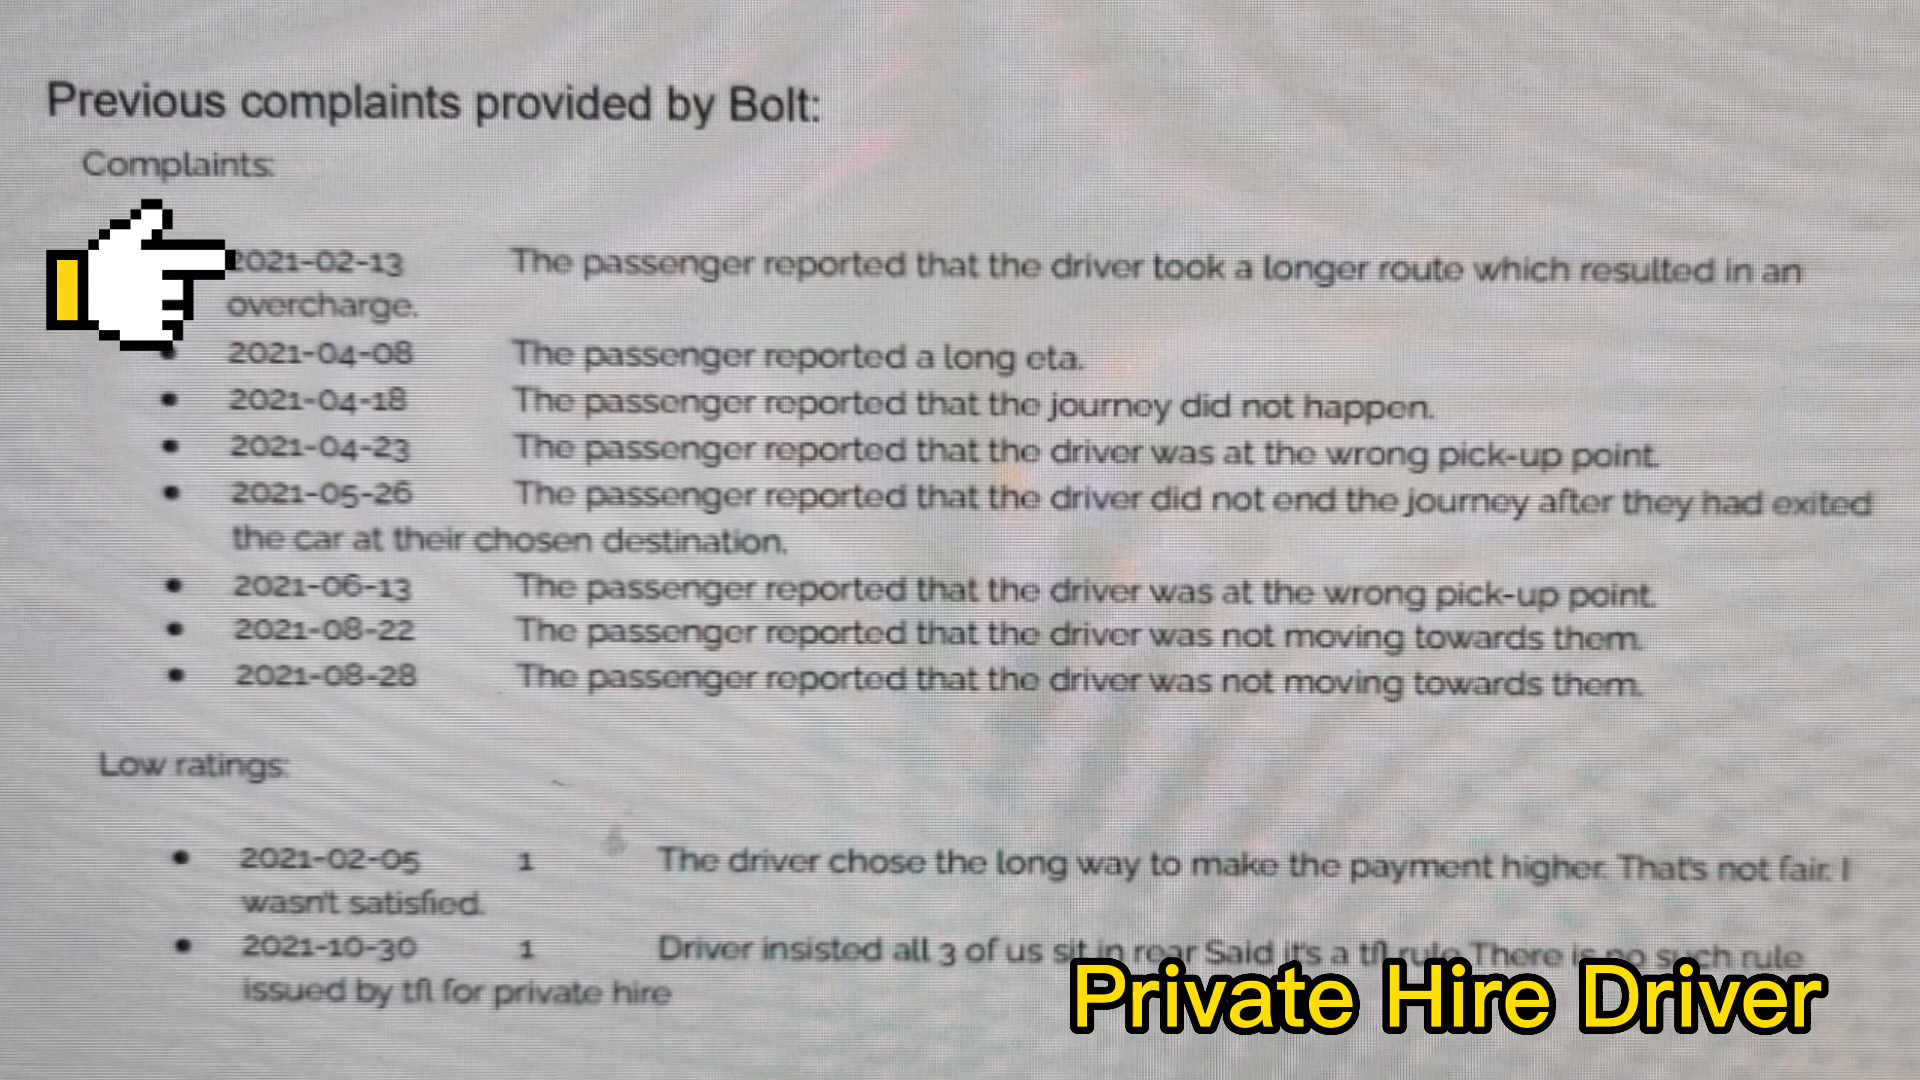 Previous complaints provided by Bolt:
Complaints:
2021-02-13 The passenger reported that the driver took a longer route which resulted in an
overcharge.
2021-04-08 The passenger reported a long eta.
2021-04-18 The passenger reported that the journey did not happen.
2021-04-23 The passenger reported that the driver was at the wrong pick-up point.
2021-05-26 The passenger reported that the driver did not end the journey after they had exited
the car at their chosen destination.
2021-06-13 The passenger reported that the driver was at the wrong pick-up point.
2021-08-22 The passenger reported that the driver was not moving towards them.
2021-08-28 The passenger reported that the driver was not moving towards them.
Low ratings:
2021-02-05 1 The driver chose the long way to make the payment higher. That's not fair. I
wasn't satisfied.
2021-10-30 1 Driver insisted all 3 of us sit in rear Said it's a tfl rule There is no such rule
issued by tfl for private hire
Private Hire Driver